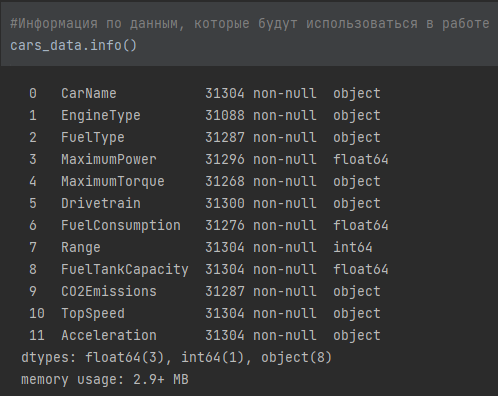 #Информация по данным, которые будут использоваться в работе
cars_data.info()
0 CarName 31304 non-null object
1 EngineType 31088 non-null object
2 FuelType 31287 non-null object
3 MaximumPower 31296 non-null float64
4 MaximumTorque 31268 non-null object
5 Drivetrain 31300 non-null object
6 FuelConsumption 31276 non-null float64
7 Range 31304 non-null int64
8 FuelTankCapacity 31304 non-null float64
9 CO2Emissions 31287 non-null object
10 TopSpeed 31304 non-null object
11 Acceleration 31304 non-null object
dtypes: float64(3), int64(1), object(8)
memory usage: 2.9+ MB